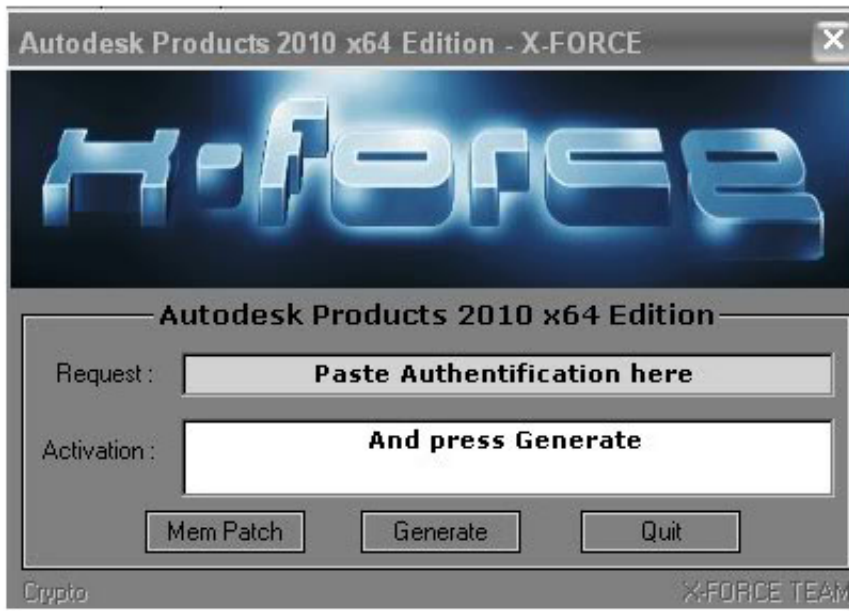 Autodesk Products 2010 x64 Edition - X-FORCE
x-force
Autodesk Products 2010 x64 Edition
Request :
Paste Authentification here
Activation :
And press Generate
Mem Patch
Generate
Quit
Crypto
X-FORCE TEAM